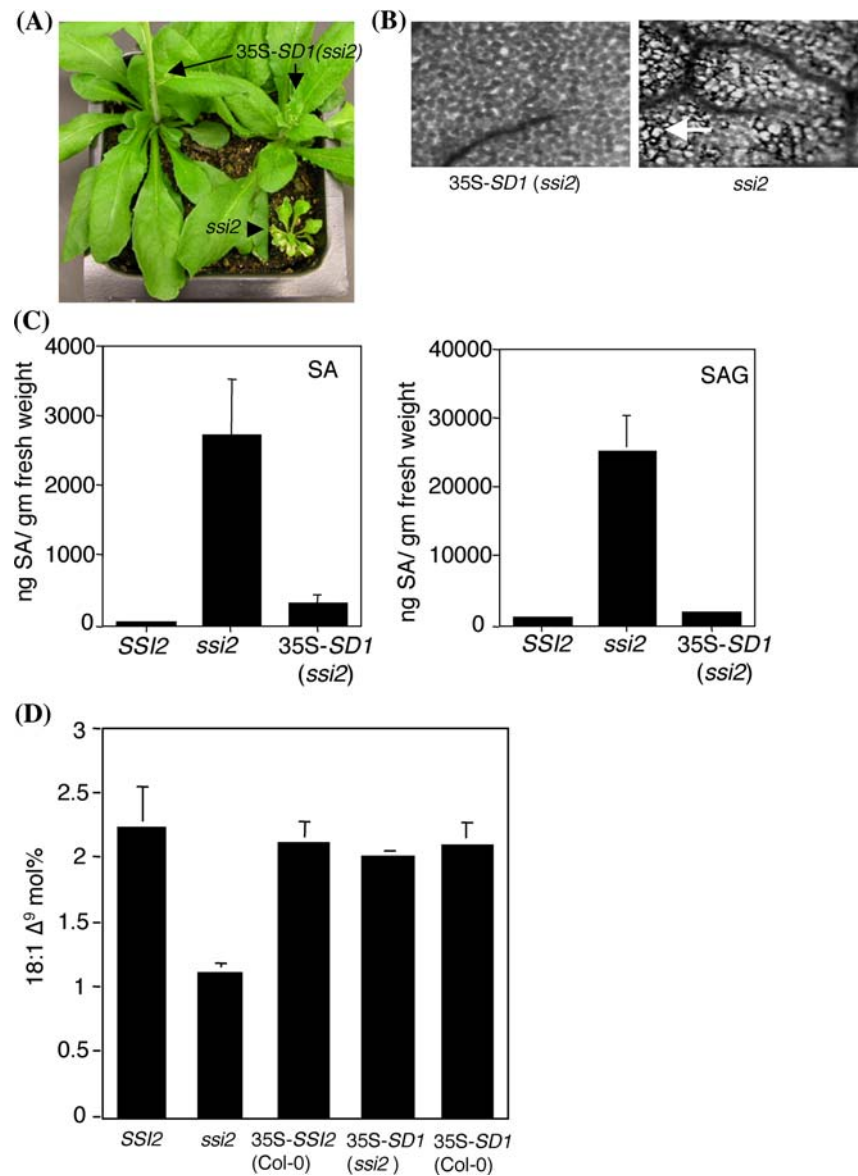 (A)
35S-SD1(ssi2)
ssi2
(B)
35S-SD1 (ssi2)
ssi2
(C)
ng SA/ gm fresh weight
4000
3000
2000
1000
0
SA
SSI2
ssi2
35S-SD1
(ssi2)
ng SA/ gm fresh weight
40000
30000
20000
10000
0
SAG
SSI2
ssi2
35S-SD1
(ssi2)
(D)
18:1 Δ⁹ mol%
3
2.5
2
1.5
1
0.5
0
SSI2
ssi2
35S-SSI2
(Col-0)
35S-SD1
(ssi2)
35S-SD1
(Col-0)